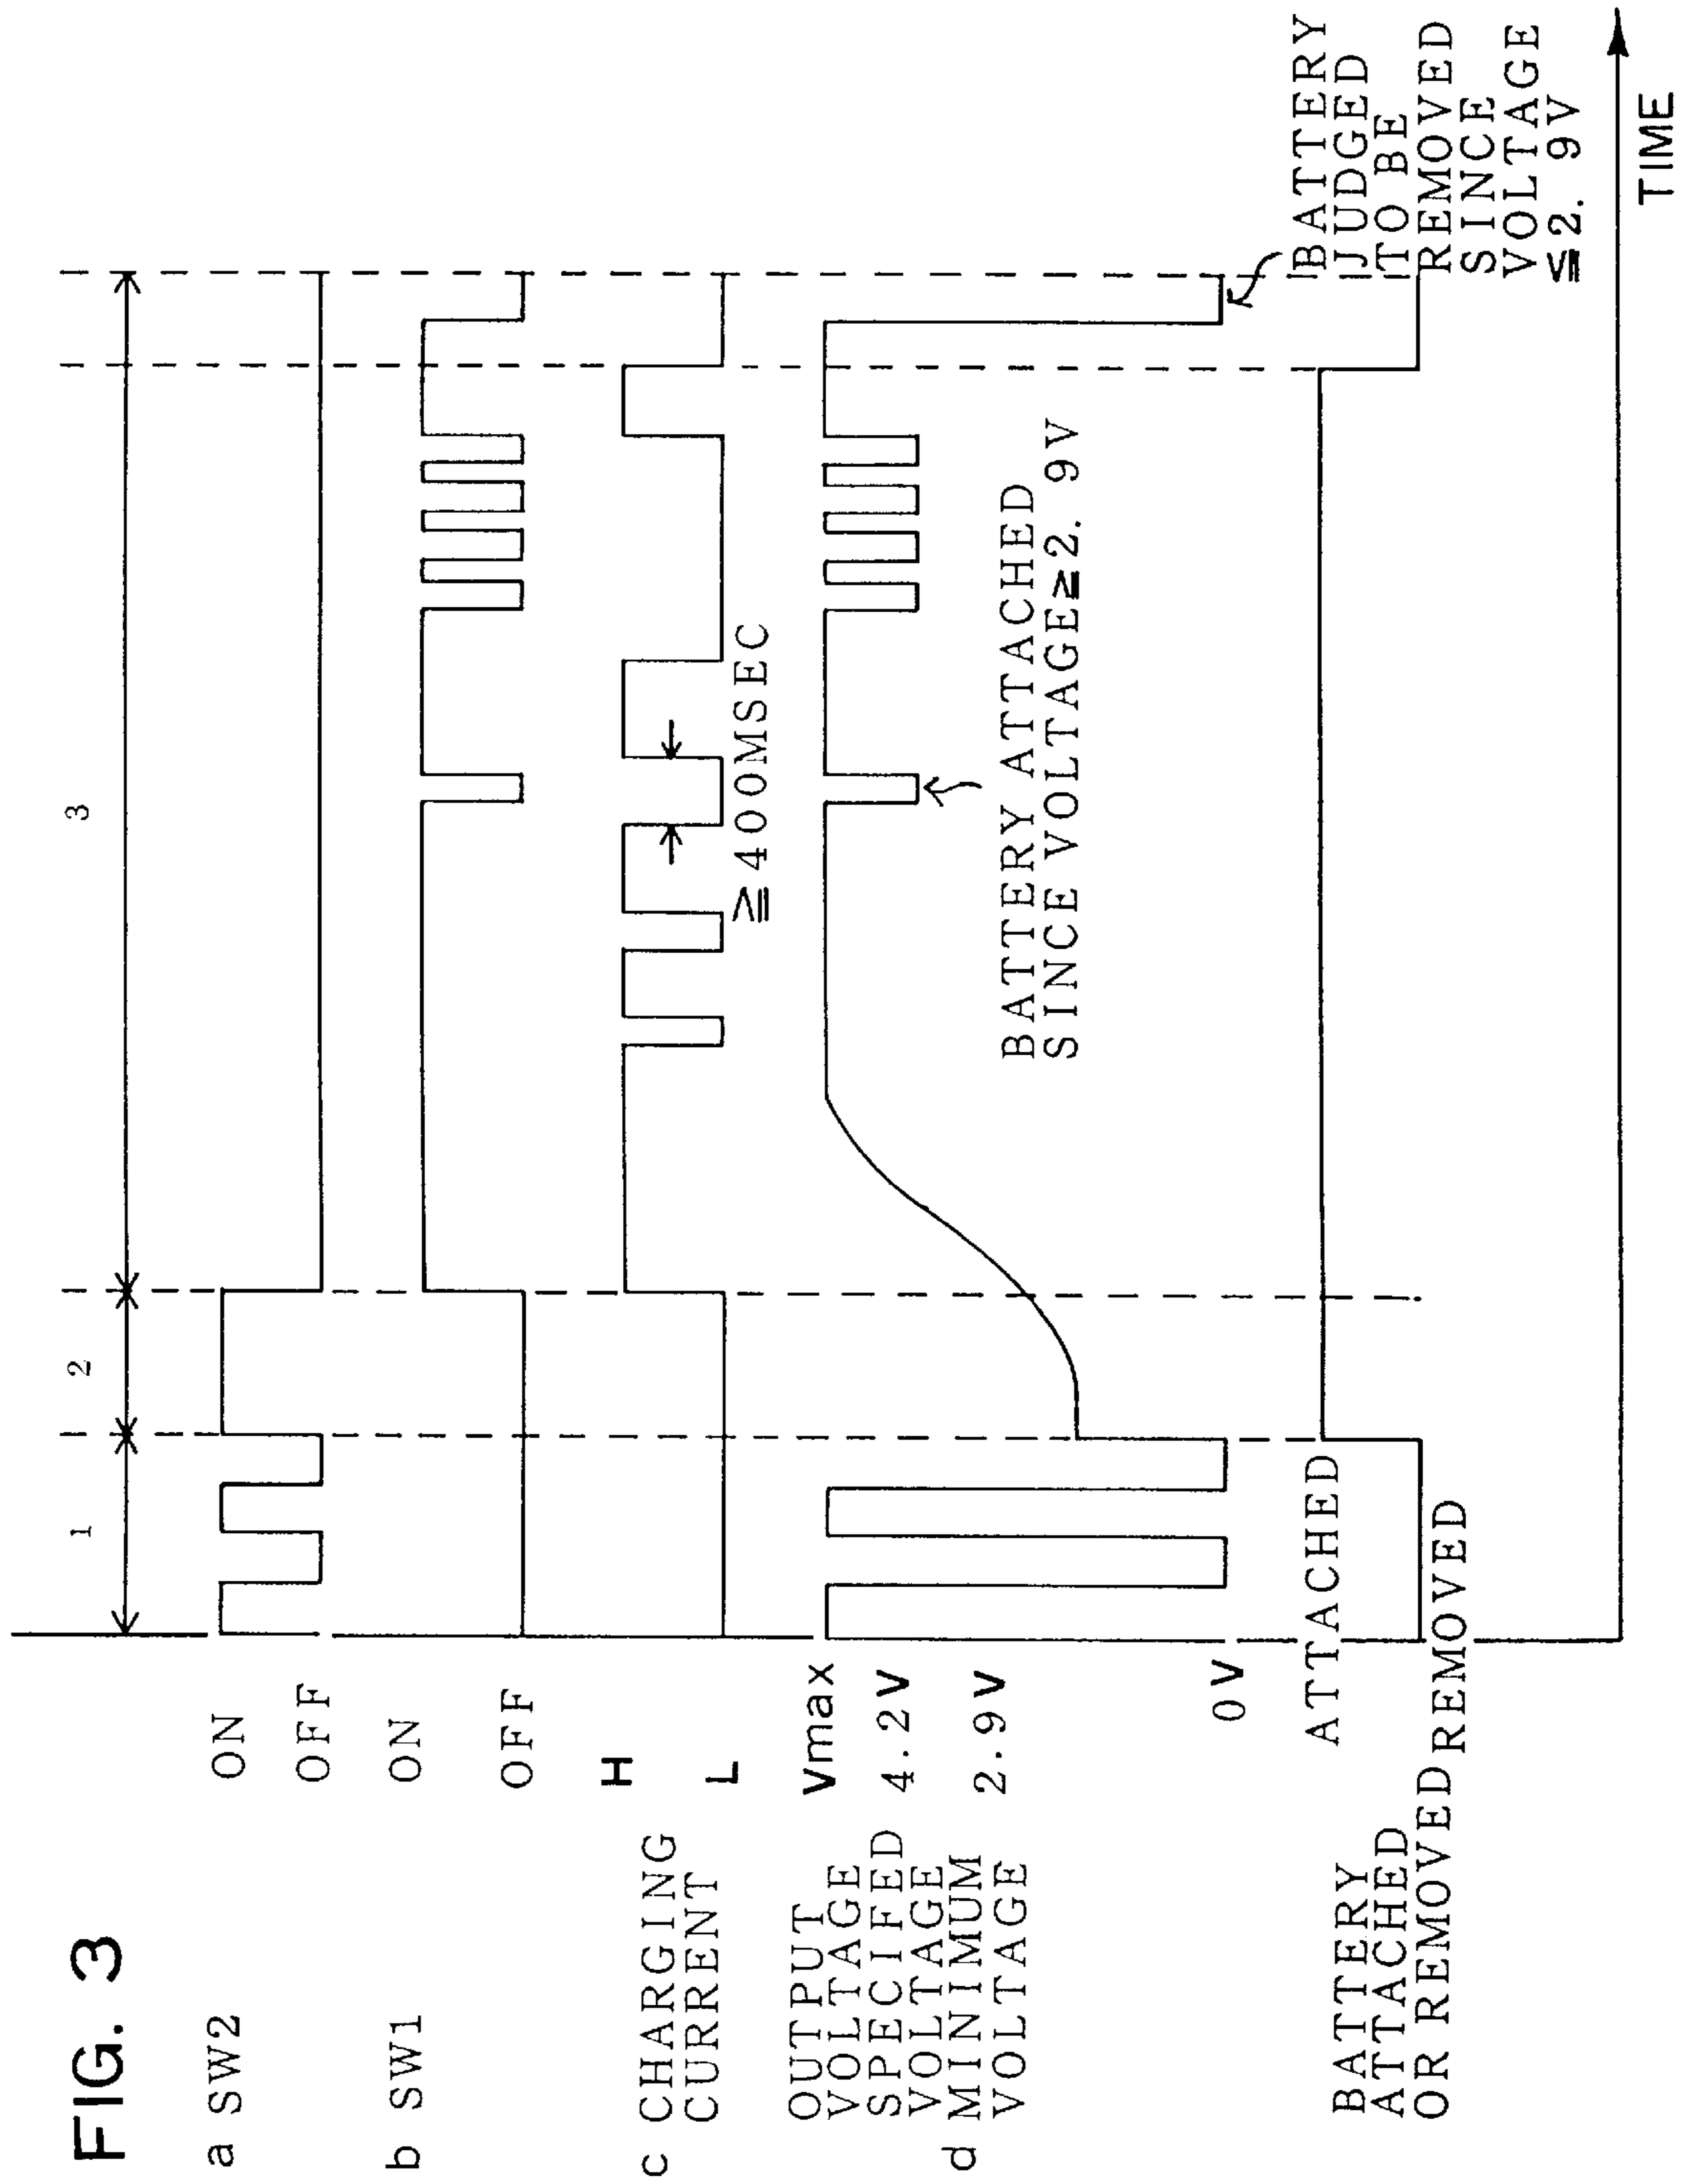 FIG. 3
1
2
3
a SW2
ON
OFF
b SW1
ON
OFF
c CHARGING
CURRENT
H
L
≧400MSEC
OUTPUT
VOLTAGE
Vmax
SPECIFIED 4.2V
VOLTAGE
d MINIMUM
VOLTAGE
2.9V
0V
BATTERY ATTACHED
SINCE VOLTAGE≧2. 9V
BATTERY
JUDGED
TO BE
REMOVED
SINCE
VOLTAGE
≦2. 9V
BATTERY
ATTACHED
OR REMOVED
ATTACHED
REMOVED
TIME